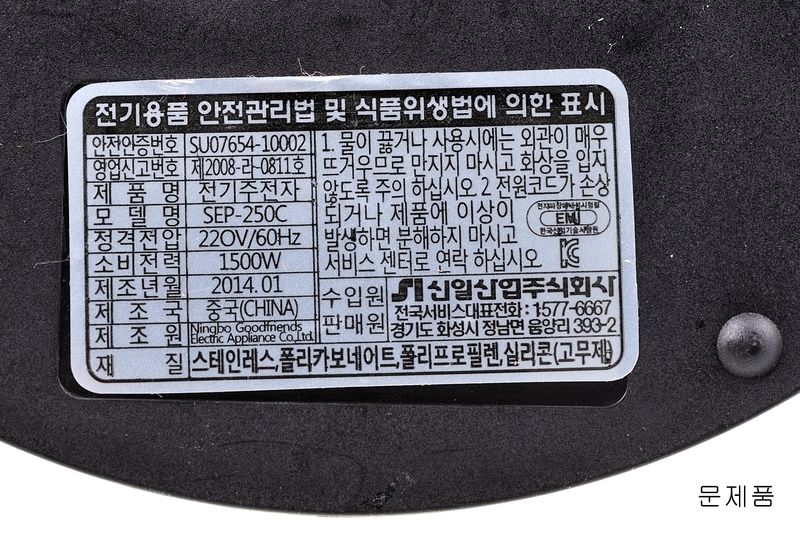 전기용품 안전관리법 및 식품위생법에 의한 표시
안전인증번호 SU07654-10002
영업신고번호 제2008-라-0811호
제 품 명 전기주전자
모 델 명 SEP-250C
정격전압 220V/60Hz
소비전력 1500W
제조년월 2014.01
제 조 국 중국(CHINA)
제 조 원 Ningbo Goodfriends
Electric Appliance Co.,Ltd.
1. 물이 끓거나 사용시에는 외관이 매우
뜨거우므로 만지지 마시고 화상을 입지
않도로 주의 하십시오 2 전원코드가 손상
되거나 제품에 이상이
발생하면 분해하지 마시고
서비스 센터로 연락 하십시오
EMI
한국산업기술시험원
수입원
판매원
신일산업주식회사
전국서비스대표전화 : 1577-6667
경기도 화성시 정남면 음양리 393-2
재 질 스테인레스,폴리카보네어트,폴리프로필렌,실리콘(고무제)
문제품